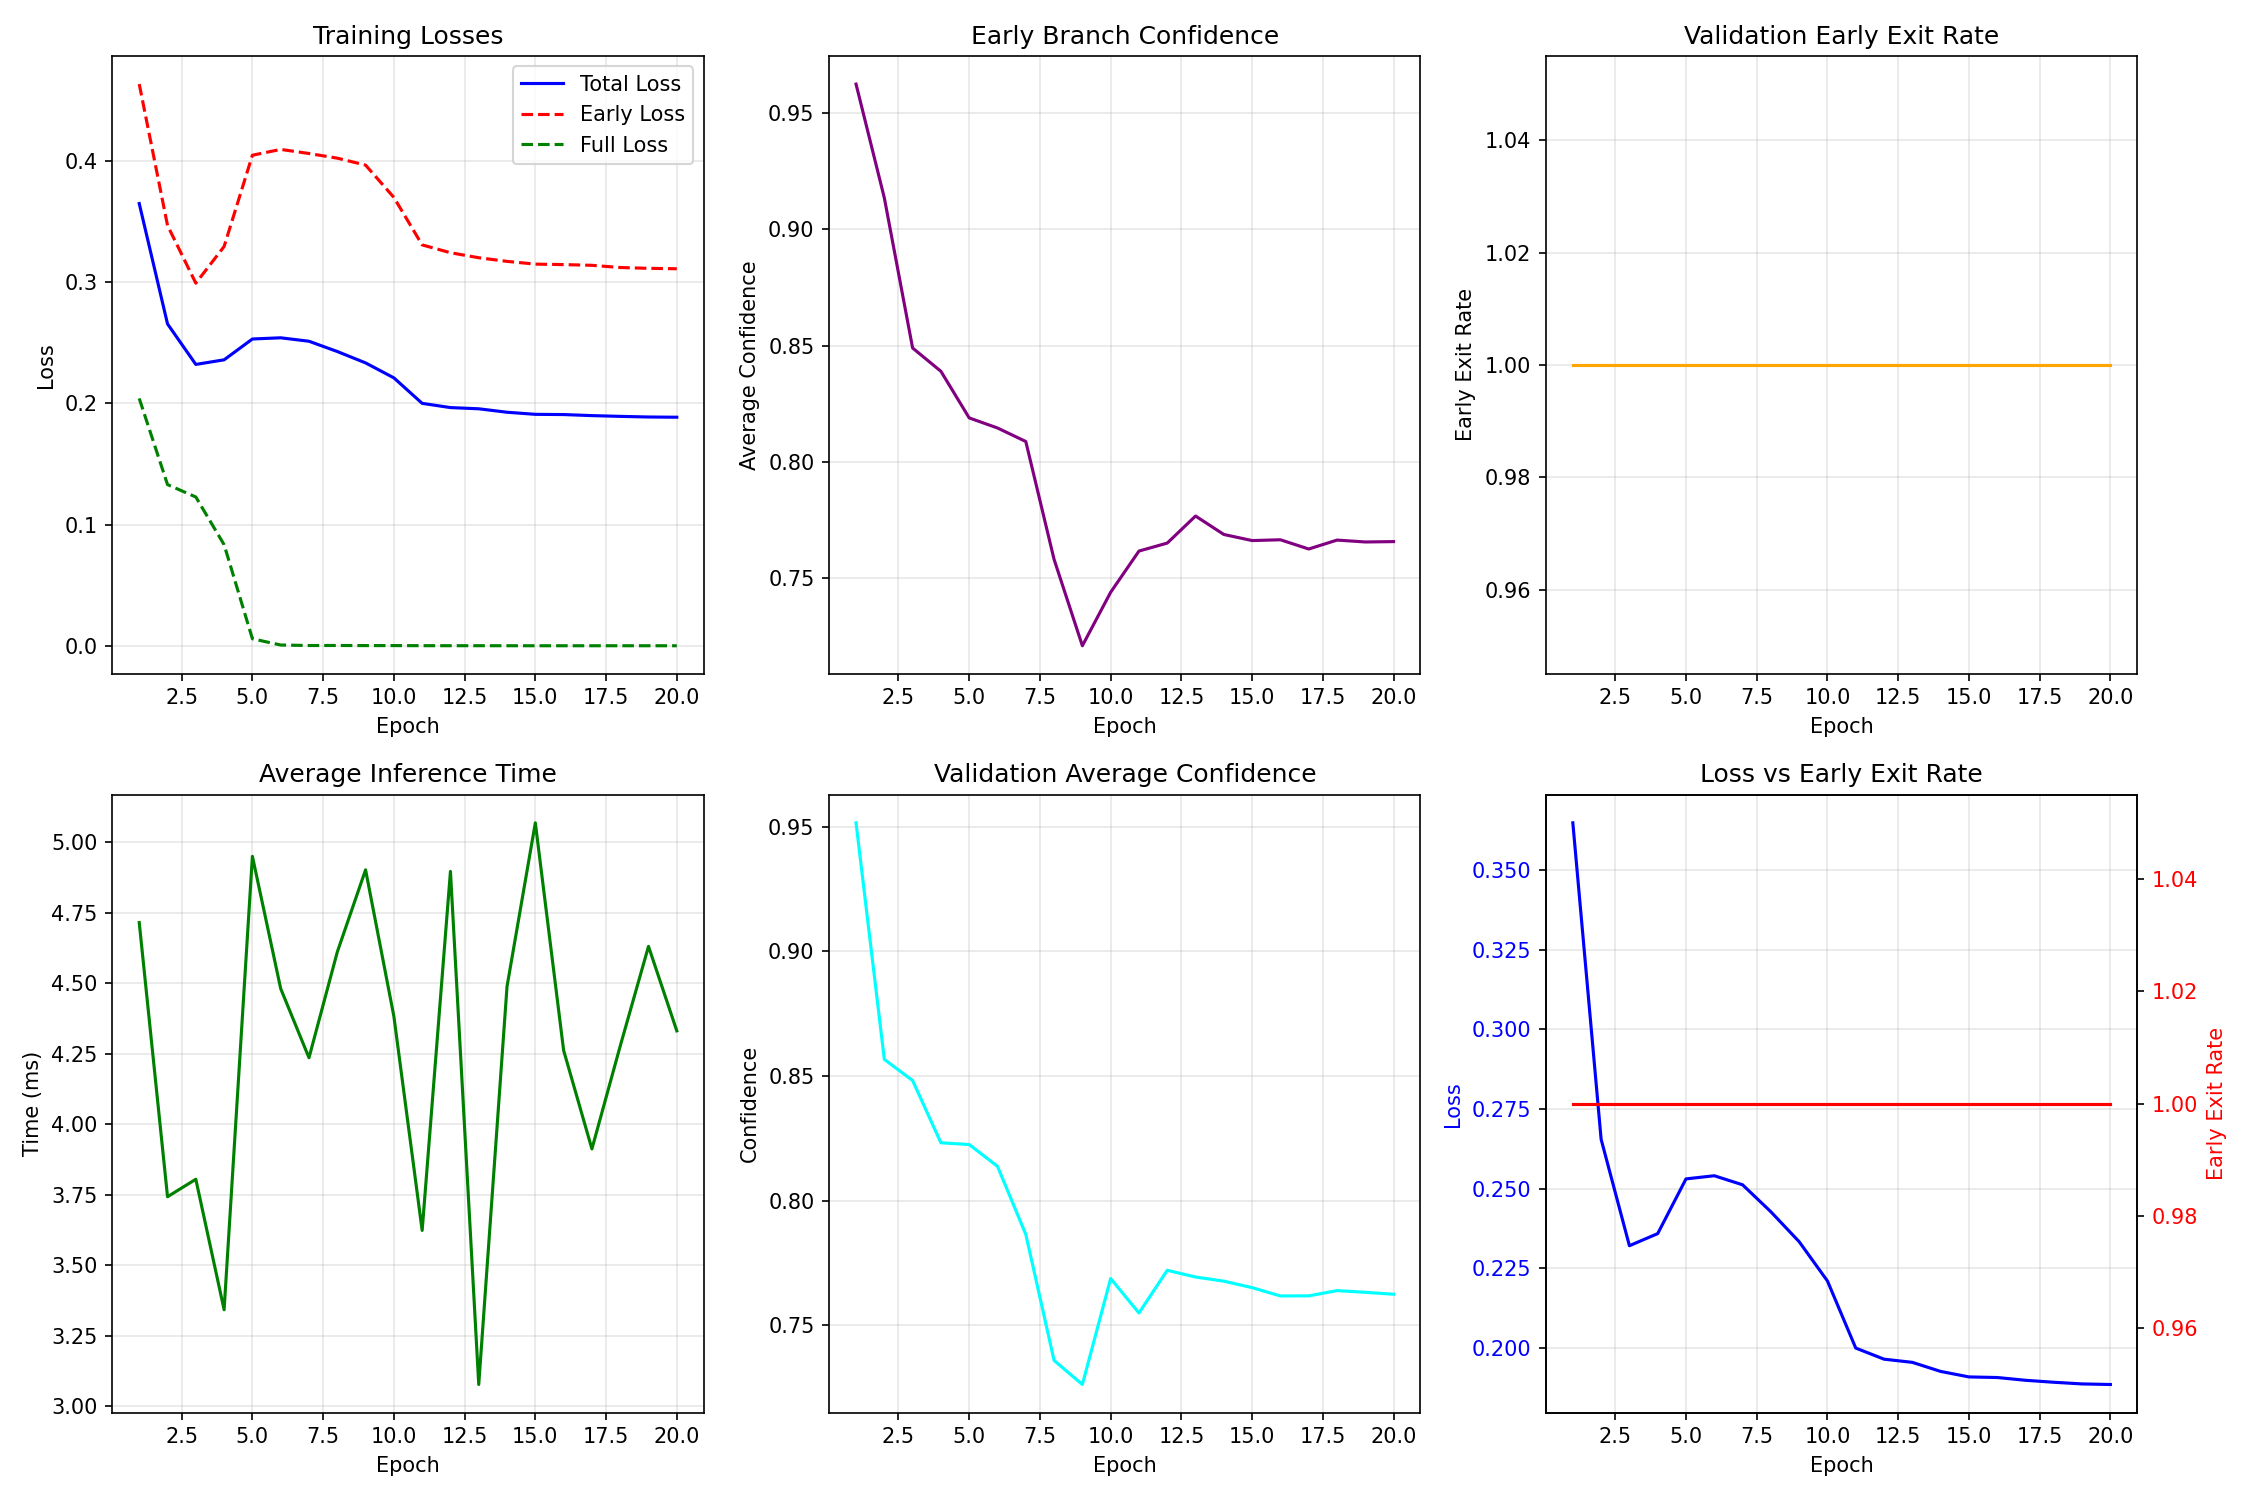 Training Losses
Total Loss
Early Loss
Full Loss
0.4
0.3
0.2
0.1
0.0
Loss
2.5 5.0 7.5 10.0 12.5 15.0 17.5 20.0
Epoch
Early Branch Confidence
0.95
0.90
0.85
0.80
0.75
Average Confidence
2.5 5.0 7.5 10.0 12.5 15.0 17.5 20.0
Epoch
Validation Early Exit Rate
1.04
1.02
1.00
0.98
0.96
Early Exit Rate
2.5 5.0 7.5 10.0 12.5 15.0 17.5 20.0
Epoch
Average Inference Time
5.00
4.75
4.50
4.25
4.00
3.75
3.50
3.25
3.00
Time (ms)
2.5 5.0 7.5 10.0 12.5 15.0 17.5 20.0
Epoch
Validation Average Confidence
0.95
0.90
0.85
0.80
0.75
Confidence
2.5 5.0 7.5 10.0 12.5 15.0 17.5 20.0
Epoch
Loss vs Early Exit Rate
0.350
0.325
0.300
0.275
0.250
0.225
0.200
Loss
1.04
1.02
1.00
0.98
0.96
Early Exit Rate
2.5 5.0 7.5 10.0 12.5 15.0 17.5 20.0
Epoch